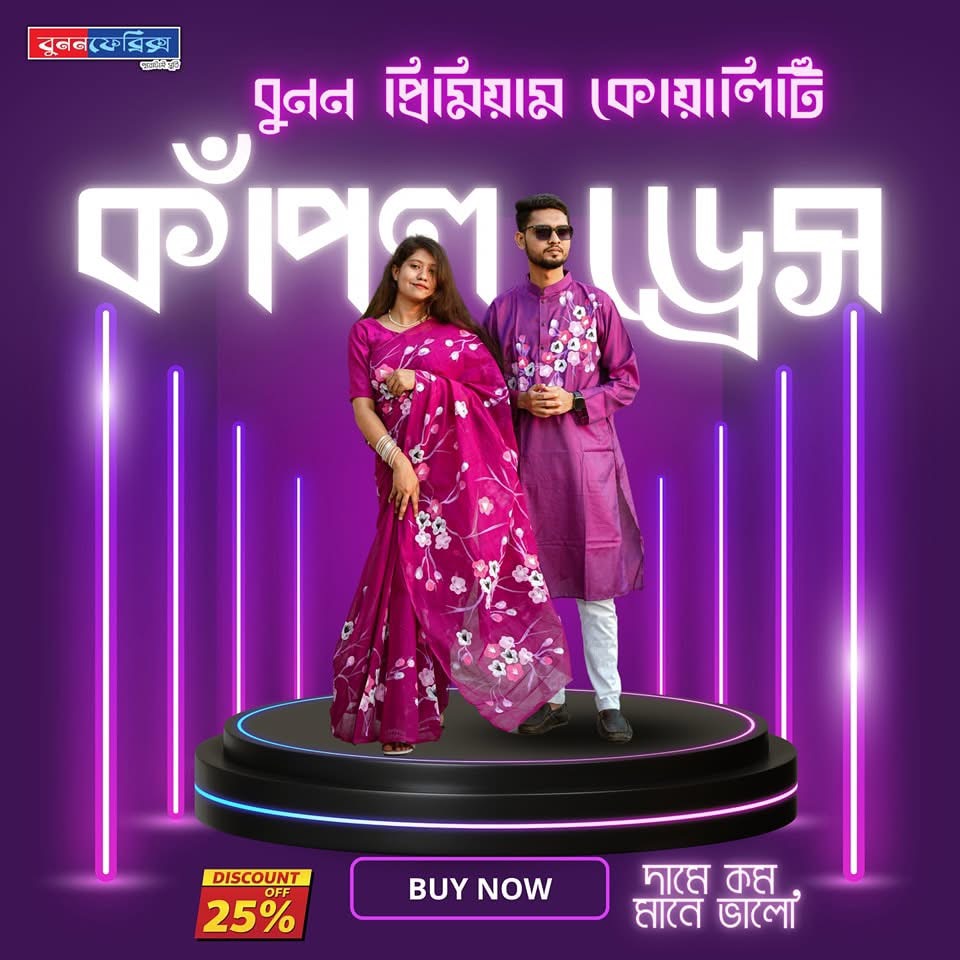 বুননফেব্রিক্স
বুনন প্রিমিয়াম কোয়ালিটি
কাঁপল ড্রেস
DISCOUNT
OFF
25%
BUY NOW
দামে কম
মানে ভালো